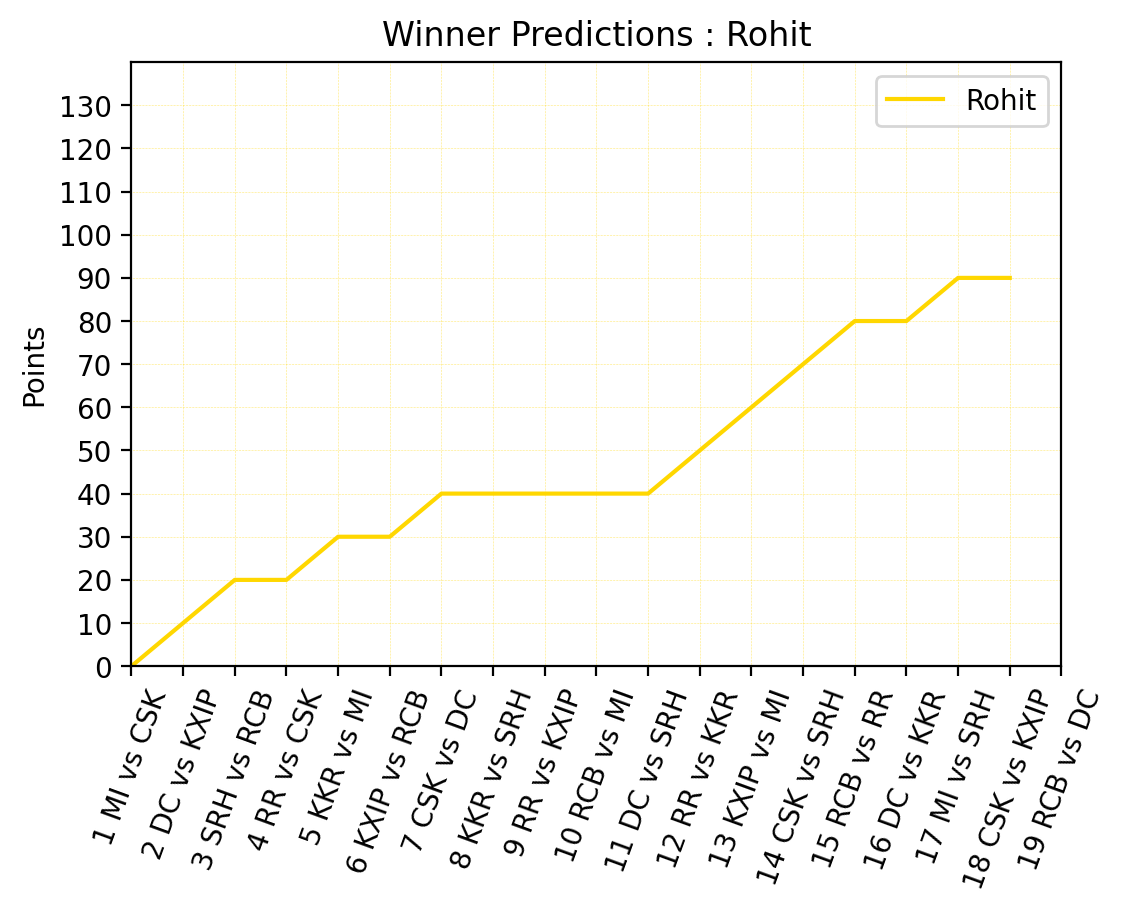 Winner Predictions : Rohit
Rohit
Points
130
120
110
100
90
80
70
60
50
40
30
20
10
0
1 MI vs CSK
2 DC vs KXIP
3 SRH vs RCB
4 RR vs CSK
5 KKR vs MI
6 KXIP vs RCB
7 CSK vs DC
8 KKR vs SRH
9 RR vs KXIP
10 RCB vs MI
11 DC vs SRH
12 RR vs KKR
13 KXIP vs MI
14 CSK vs SRH
15 RCB vs RR
16 DC vs KKR
17 MI vs SRH
18 CSK vs KXIP
19 RCB vs DC